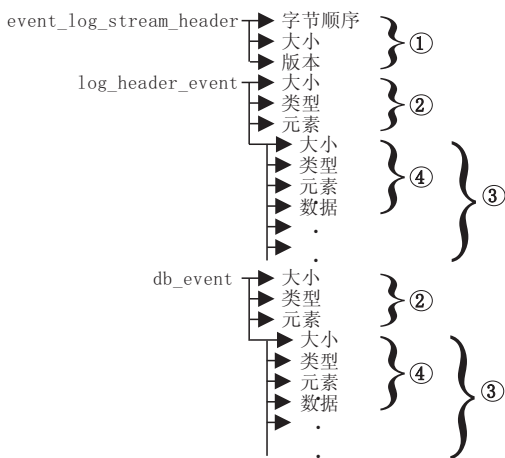 event_log_stream_header 字节顺序
大小 ①
版本
log_header_event 大小
类型 ②
元素
大小
类型
元素 ④ ③
数据
.
.
db_event 大小
类型 ②
元素
大小
类型
元素 ④ ③
数据
.
.